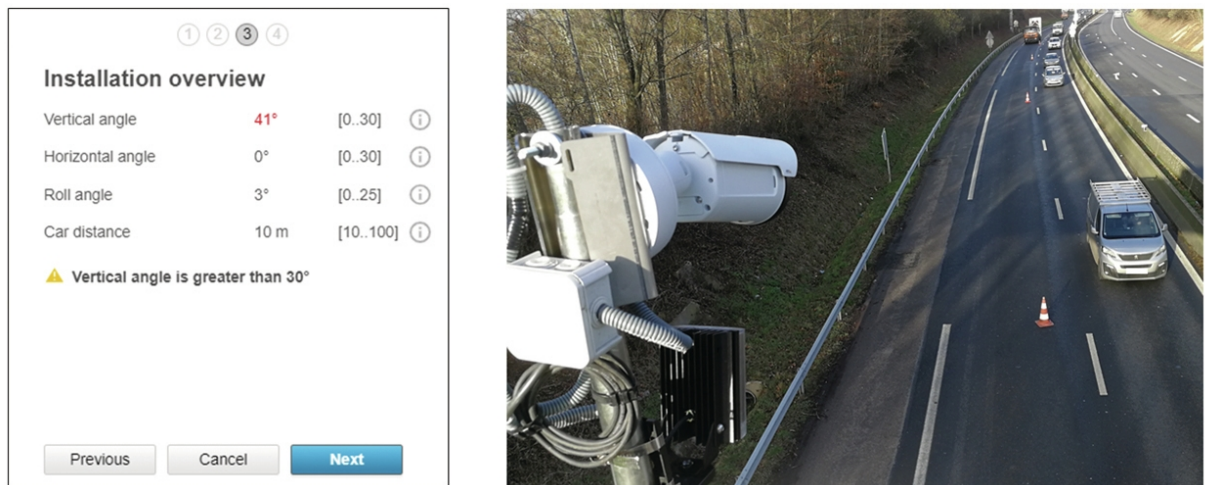 1 2 3 4
Installation overview
Vertical angle 41° [0..30] i
Horizontal angle 0° [0..30] i
Roll angle 3° [0..25] i
Car distance 10 m [10..100] i
Vertical angle is greater than 30°
Previous Cancel Next